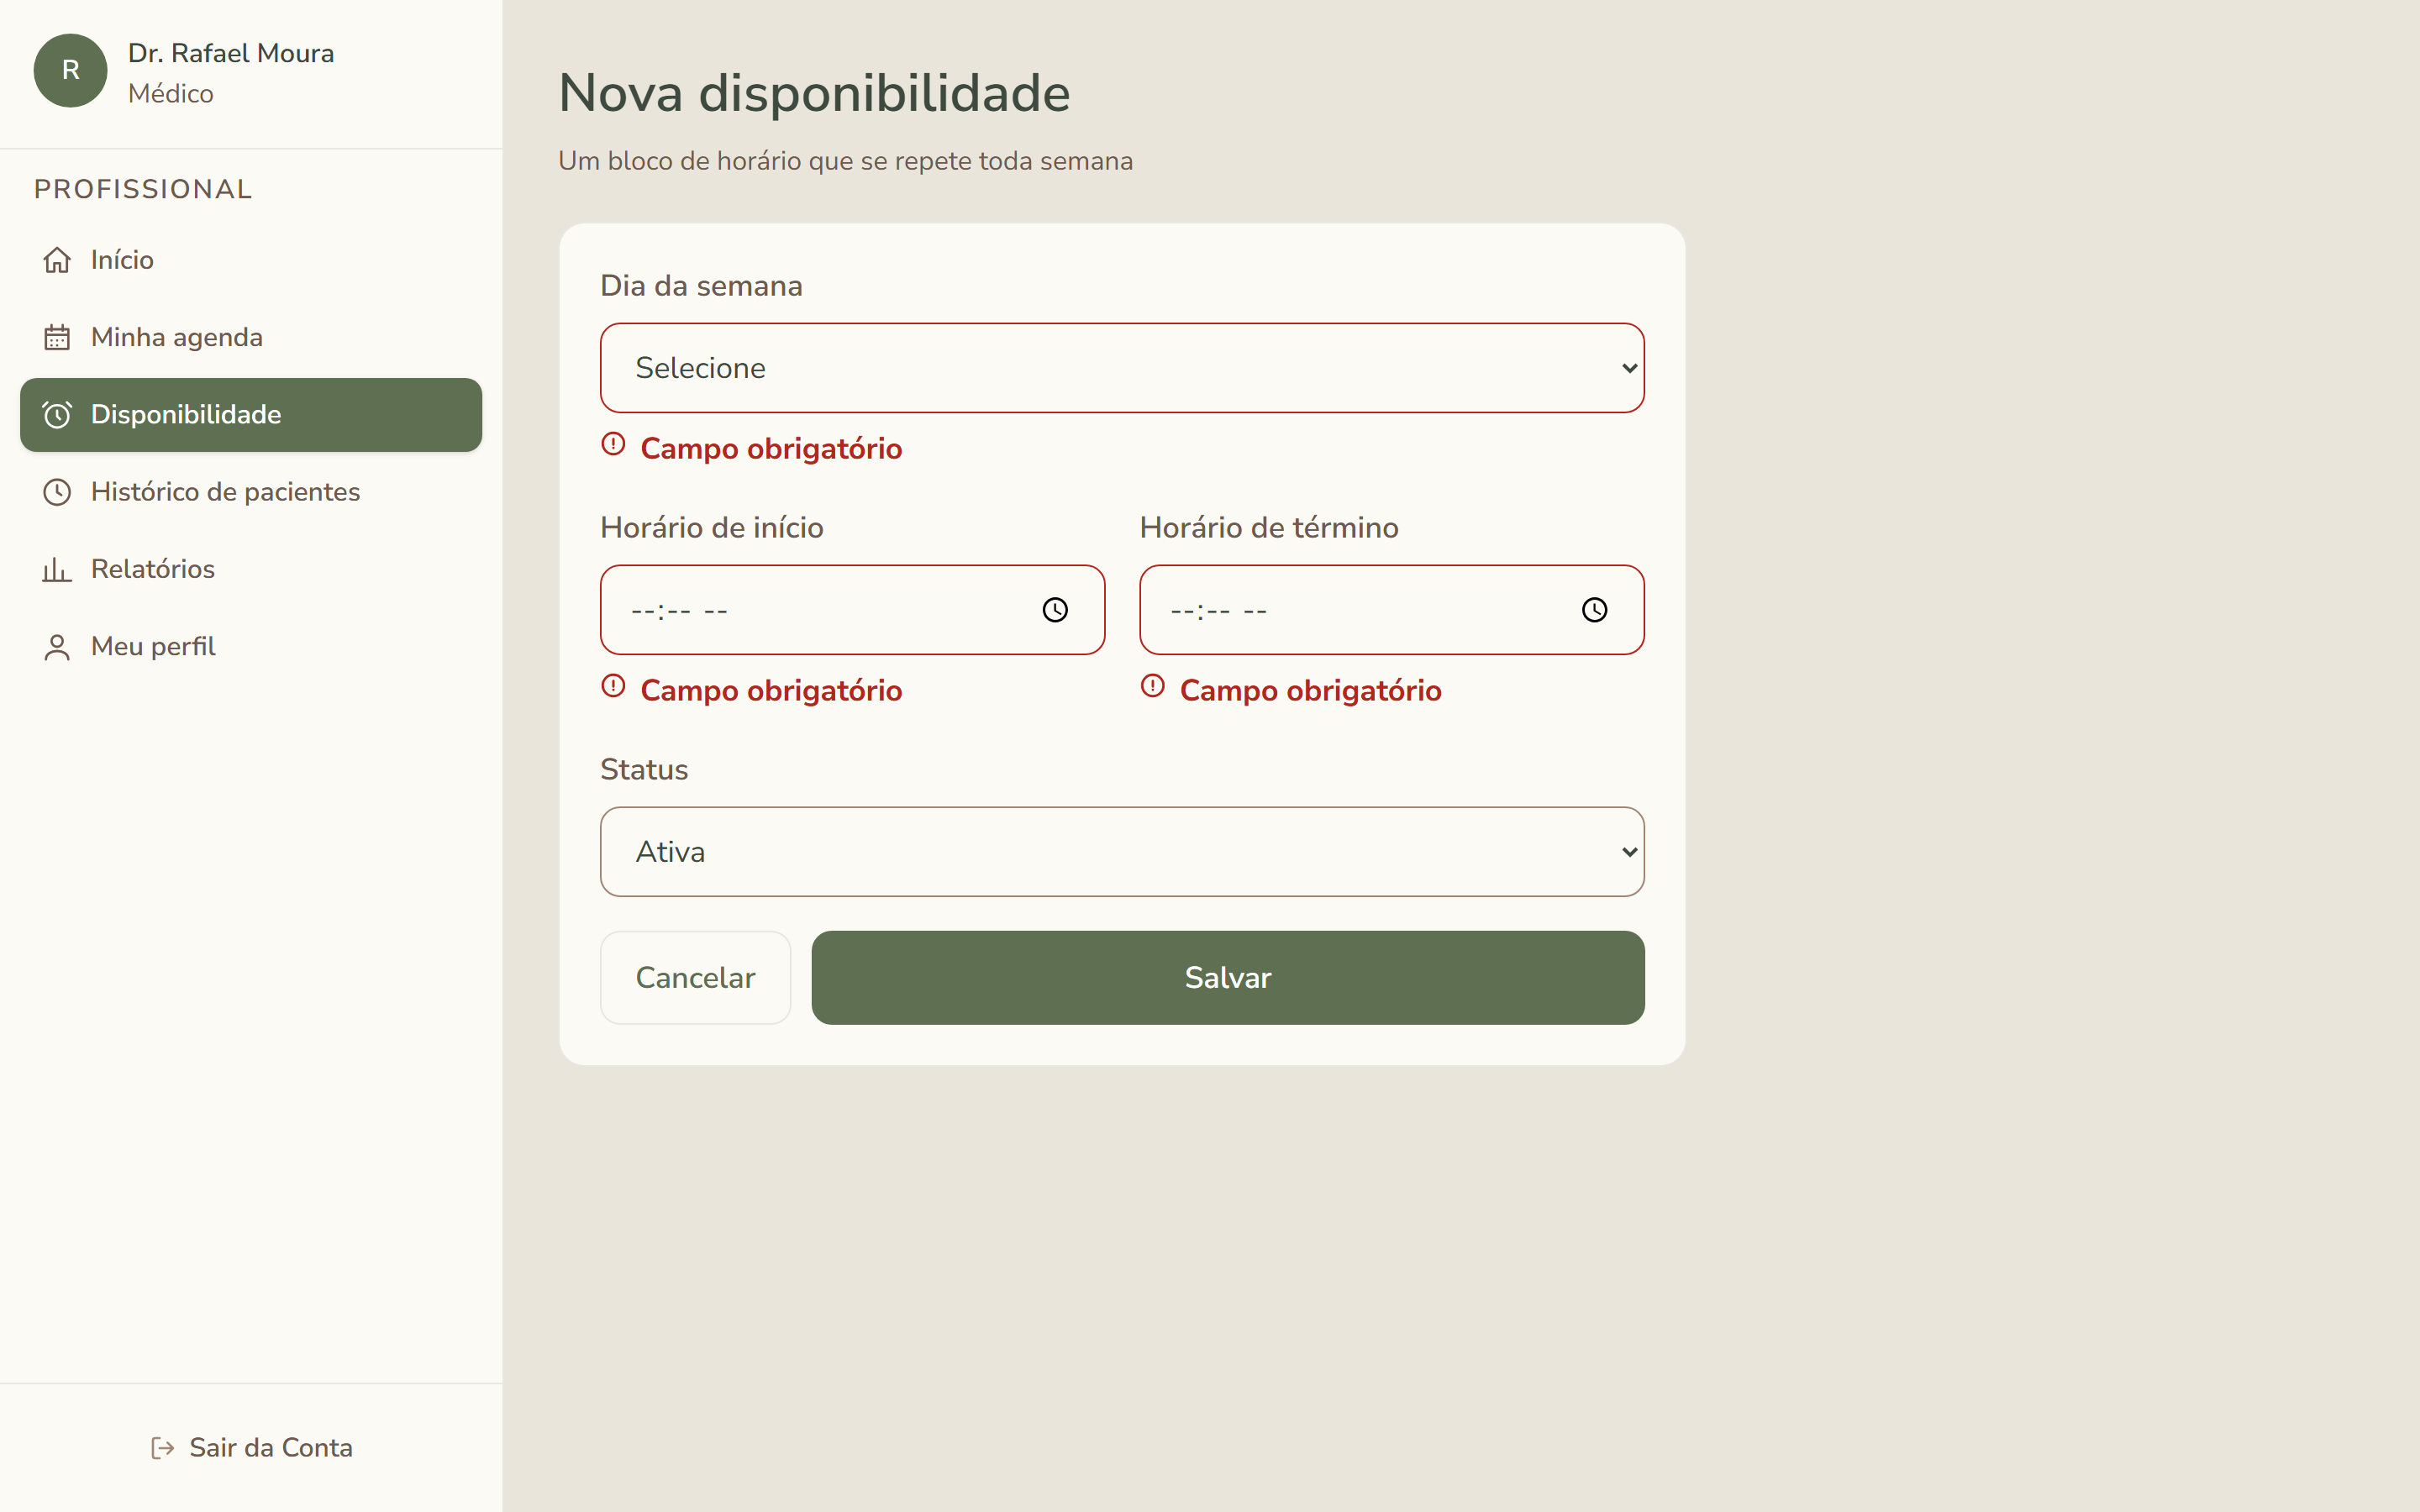 R
Dr. Rafael Moura
Médico
PROFISSIONAL
Início
Minha agenda
Disponibilidade
Histórico de pacientes
Relatórios
Meu perfil
Sair da Conta
Nova disponibilidade
Um bloco de horário que se repete toda semana
Dia da semana
Selecione
Campo obrigatório
Horário de início
--:-- --
Campo obrigatório
Horário de término
--:-- --
Campo obrigatório
Status
Ativa
Cancelar
Salvar